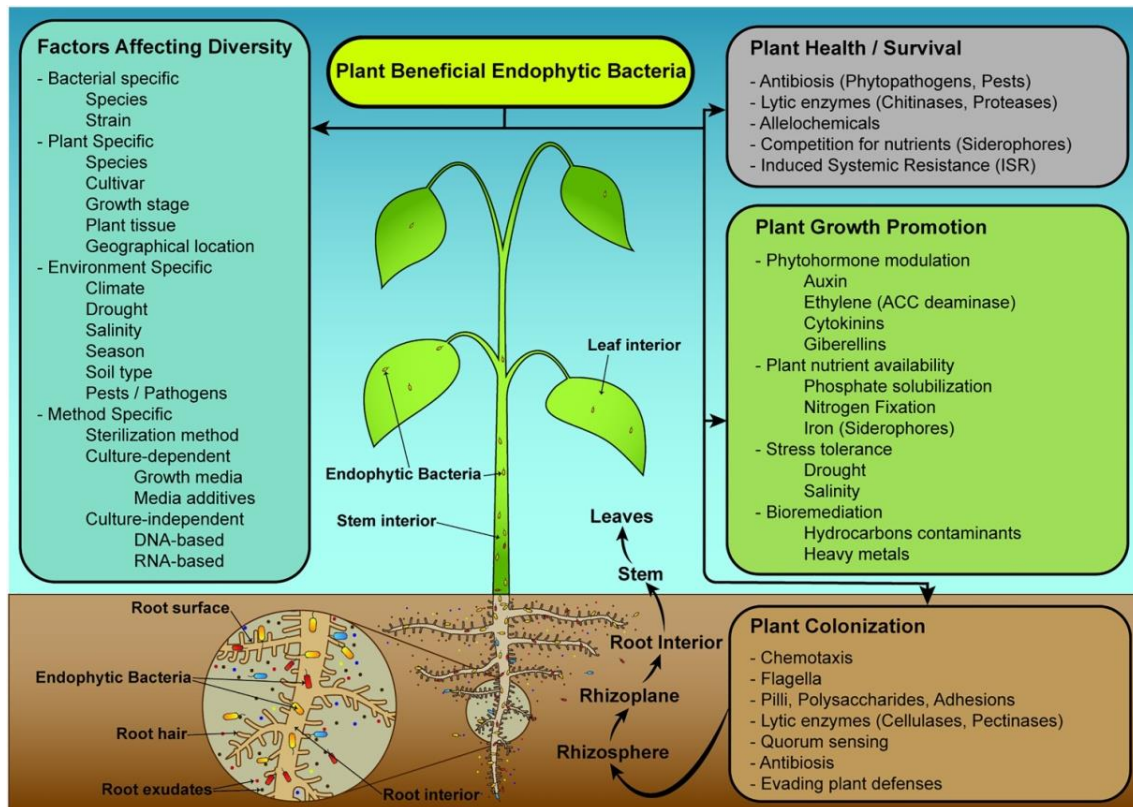 Plant Beneficial Endophytic Bacteria
Factors Affecting Diversity
- Bacterial specific
Species
Strain
- Plant Specific
Species
Cultivar
Growth stage
Plant tissue
Geographical location
- Environment Specific
Climate
Drought
Salinity
Season
Soil type
Pests / Pathogens
- Method Specific
Sterilization method
Culture-dependent
Growth media
Media additives
Culture-independent
DNA-based
RNA-based
Plant Health / Survival
- Antibiosis (Phytopathogens, Pests)
- Lytic enzymes (Chitinases, Proteases)
- Allelochemicals
- Competition for nutrients (Siderophores)
- Induced Systemic Resistance (ISR)
Plant Growth Promotion
- Phytohormone modulation
Auxin
Ethylene (ACC deaminase)
Cytokinins
Giberellins
- Plant nutrient availability
Phosphate solubilization
Nitrogen Fixation
Iron (Siderophores)
- Stress tolerance
Drought
Salinity
- Bioremediation
Hydrocarbons contaminants
Heavy metals
Leaf interior
Endophytic Bacteria
Stem interior
Leaves
Stem
Root Interior
Rhizoplane
Rhizosphere
Root surface
Endophytic Bacteria
Root hair
Root exudates
Root interior
Plant Colonization
- Chemotaxis
- Flagella
- Pilli, Polysaccharides, Adhesions
- Lytic enzymes (Cellulases, Pectinases)
- Quorum sensing
- Antibiosis
- Evading plant defenses